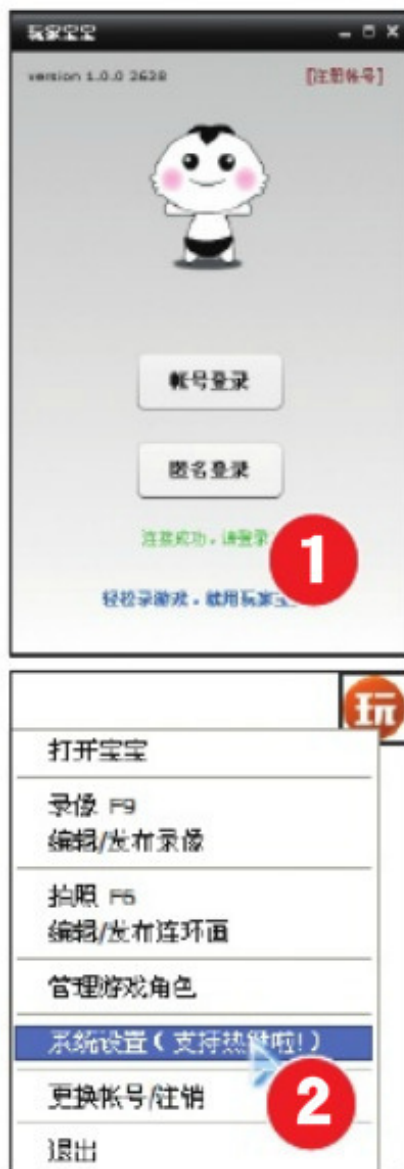 玩家宝宝
version 1.0.0 2628
[注册帐号]
帐号登录
匿名登录
连接成功，请登录
1
轻松录游戏，就用玩家宝
玩
打开宝宝
录像 F9
编辑/发布录像
拍照 F6
编辑/发布连环画
管理游戏角色
系统设置（支持热键啦！）
更换帐号/注销
2
退出